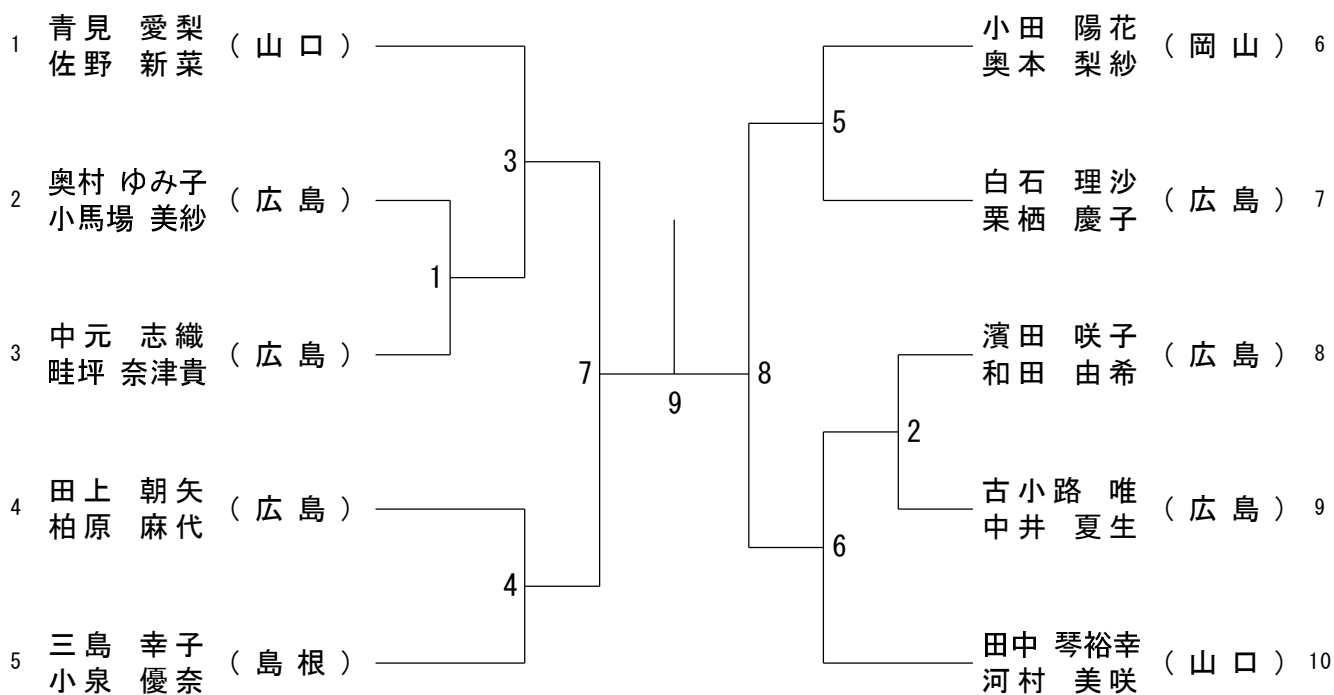 1 青見 愛梨 (山口)
佐野 新菜
2 奥村 ゆみ子 (広島)
小馬場 美紗
3 中元 志織 (広島)
畦坪 奈津貴
4 田上 朝矢 (広島)
柏原 麻代
5 三島 幸子 (島根)
小泉 優奈
3
1
7
4
9
8
5
2
6
小田 陽花 (岡山) 6
奥本 梨紗
白石 理沙 (広島) 7
栗栖 慶子
濱田 咲子 (広島) 8
和田 由希
古小路 唯 (広島) 9
中井 夏生
田中 琴裕幸 (山口) 10
河村 美咲